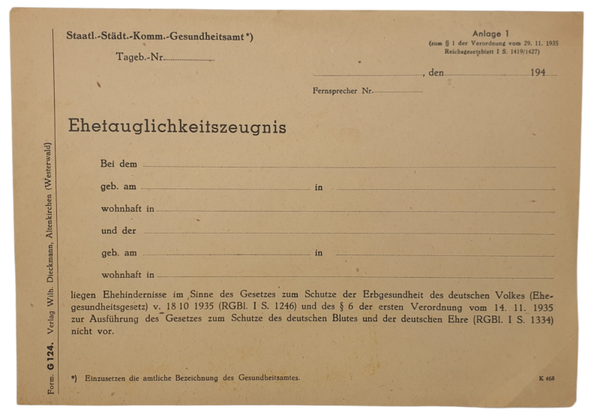 Staatl.-Städt.-Komm.-Gesundheitsamt*)
Anlage 1
(zum § 1 der Verordnung vom 29. 11. 1935
Reichsgesetzblatt I S. 1419/1427)
Tageb.-Nr.
, den 194
Fernsprecher Nr.
Ehetauglichkeitszeugnis
Bei dem
geb. am in
wohnhaft in
und der
geb. am in
wohnhaft in
liegen Ehehindernisse im Sinne des Gesetzes zum Schutze der Erbgesundheit des deutschen Volkes (Ehe-
gesundheitsgesetz) v. 18 10 1935 (RGBl. I S. 1246) und des § 6 der ersten Verordnung vom 14. 11. 1935
zur Ausführung des Gesetzes zum Schutze des deutschen Blutes und der deutschen Ehre (RGBl. I S. 1334)
nicht vor.
*) Einzusetzen die amtliche Bezeichnung des Gesundheitsamtes.
K 468
Form. G 124. Verlag Wilh. Dieckmann, Altenkirchen (Westerwald)